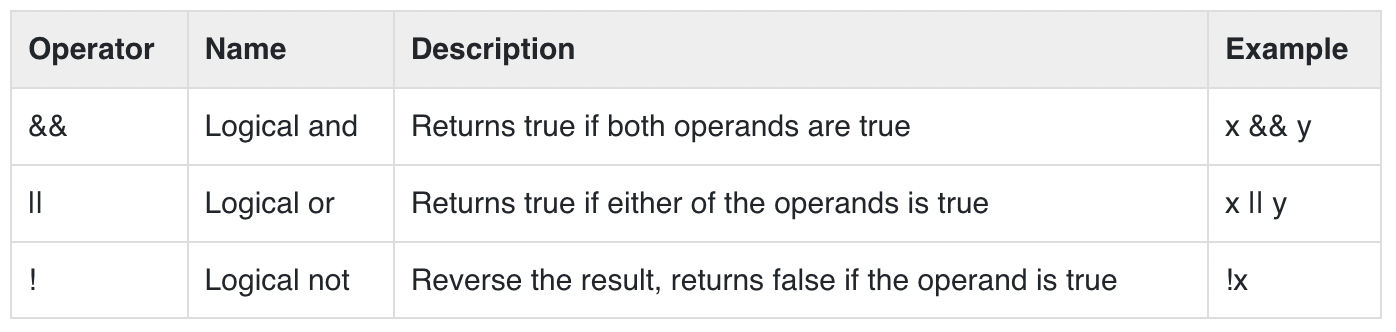 Operator Name Description Example
&& Logical and Returns true if both operands are true x && y
|| Logical or Returns true if either of the operands is true x || y
! Logical not Reverse the result, returns false if the operand is true !x